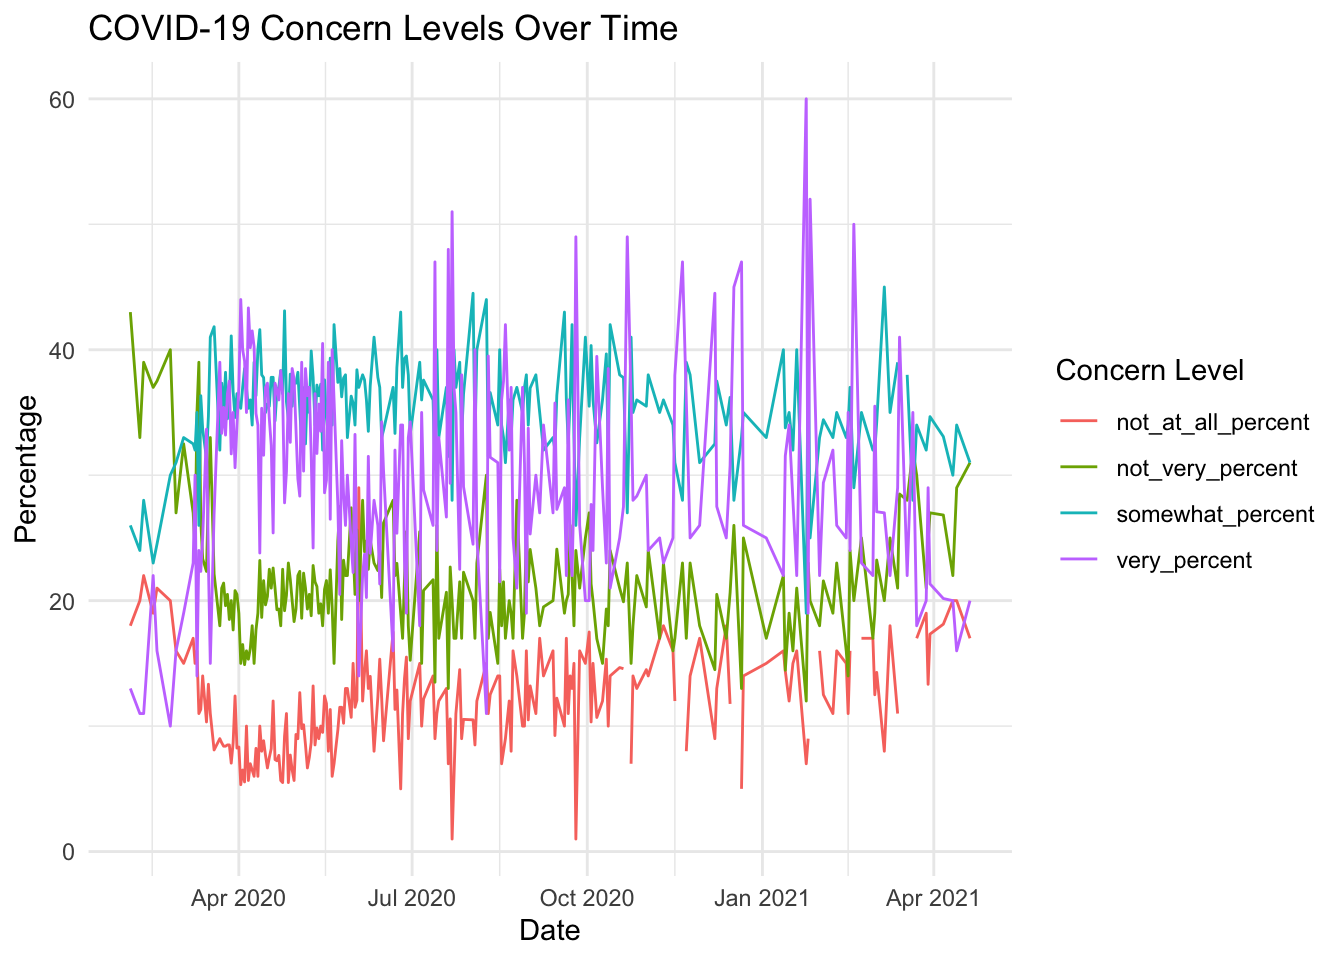 COVID-19 Concern Levels Over Time
60
40
20
0
Percentage
Apr 2020
Jul 2020
Oct 2020
Jan 2021
Apr 2021
Date
Concern Level
not_at_all_percent
not_very_percent
somewhat_percent
very_percent